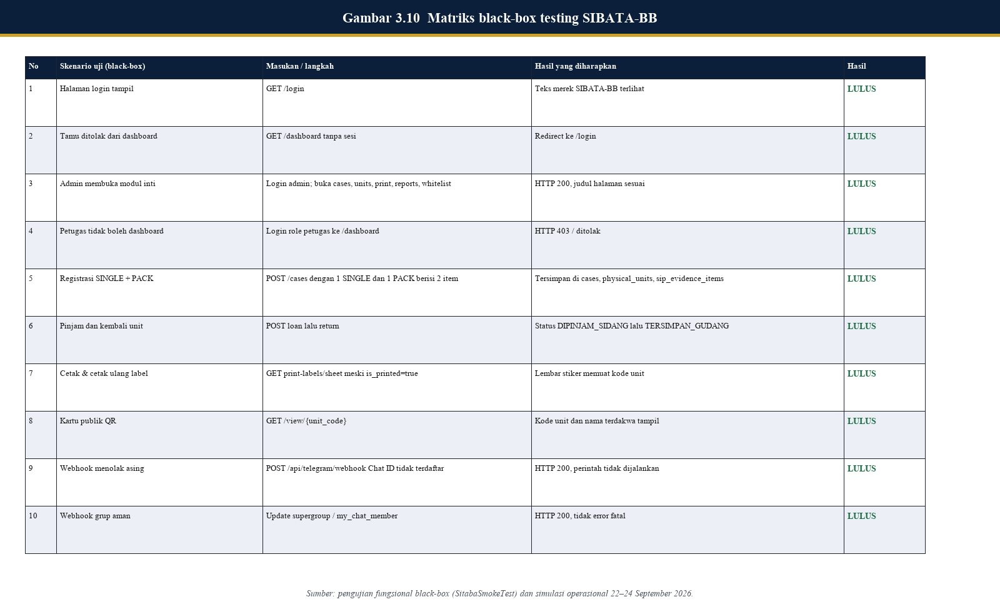 Gambar 3.10  Matriks black-box testing SIBATA-BB
No Skenario uji (black-box) Masukan / langkah Hasil yang diharapkan Hasil
1 Halaman login tampil GET /login Teks merek SIBATA-BB terlihat LULUS
2 Tamu ditolak dari dashboard GET /dashboard tanpa sesi Redirect ke /login LULUS
3 Admin membuka modul inti Login admin; buka cases, units, print, reports, whitelist HTTP 200, judul halaman sesuai LULUS
4 Petugas tidak boleh dashboard Login role petugas ke /dashboard HTTP 403 / ditolak LULUS
5 Registrasi SINGLE + PACK POST /cases dengan 1 SINGLE dan 1 PACK berisi 2 item Tersimpan di cases, physical_units, sip_evidence_items LULUS
6 Pinjam dan kembali unit POST loan lalu return Status DIPINJAM_SIDANG lalu TERSIMPAN_GUDANG LULUS
7 Cetak & cetak ulang label GET print-labels/sheet meski is_printed=true Lembar stiker memuat kode unit LULUS
8 Kartu publik QR GET /view/{unit_code} Kode unit dan nama terdakwa tampil LULUS
9 Webhook menolak asing POST /api/telegram/webhook Chat ID tidak terdaftar HTTP 200, perintah tidak dijalankan LULUS
10 Webhook grup aman Update supergroup / my_chat_member HTTP 200, tidak error fatal LULUS
Sumber: pengujian fungsional black-box (SitabaSmokeTest) dan simulasi operasional 22–24 September 2026.